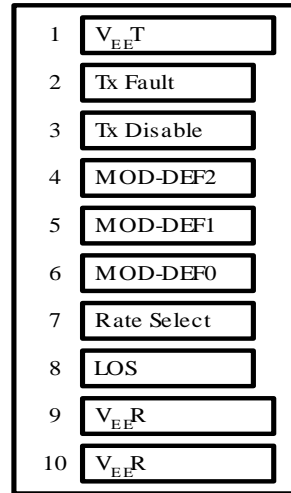 1 VEET
2 Tx Fault
3 Tx Disable
4 MOD-DEF2
5 MOD-DEF1
6 MOD-DEF0
7 Rate Select
8 LOS
9 VEER
10 VEER